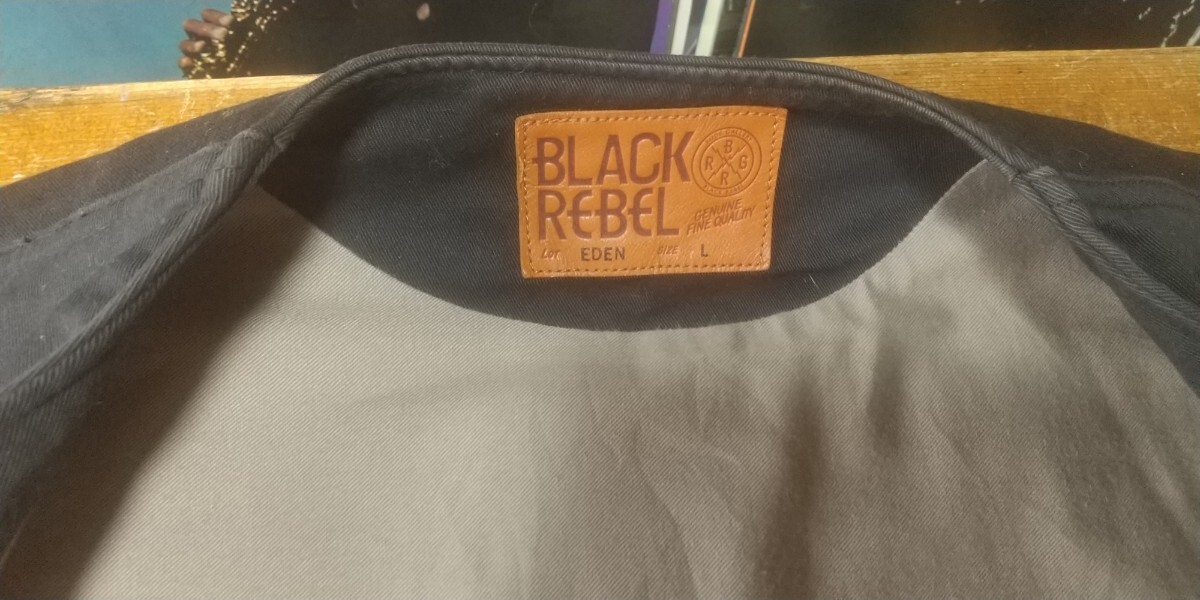 BLACK
REBEL
B
R G
R
GENUINE
FINE QUALITY
Lot EDEN SIZE L